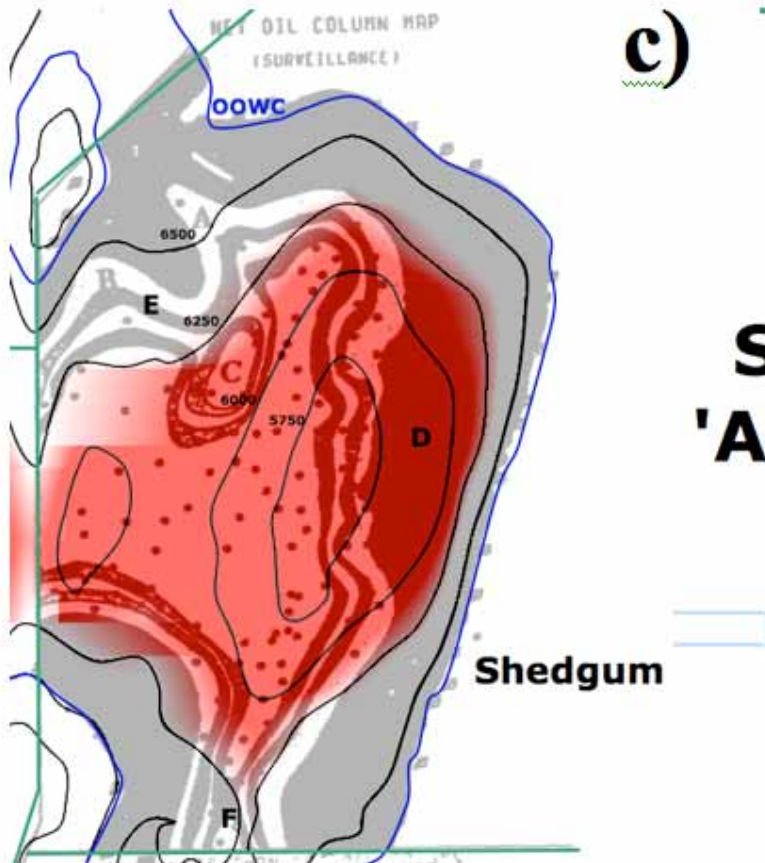 NET OIL COLUMN MAP
(SURVEILLANCE)
c)
OOWC
A
6500
B
E
6250
C
6000
5750
S
'A
D
Shedgum
F